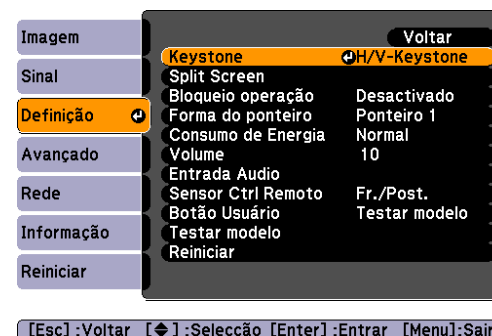 Imagem
Sinal
Definição
Avançado
Rede
Informação
Reiniciar
Voltar
Keystone H/V-Keystone
Split Screen
Bloqueio operação Desactivado
Forma do ponteiro Ponteiro 1
Consumo de Energia Normal
Volume 10
Entrada Audio
Sensor Ctrl Remoto Fr./Post.
Botão Usuário Testar modelo
Testar modelo
Reiniciar
[Esc] :Voltar [◆] :Selecção [Enter] :Entrar [Menu]:Sair